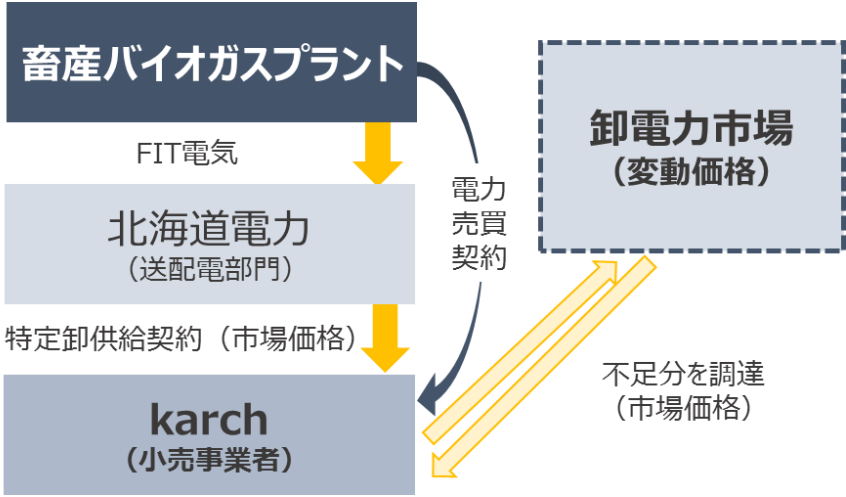 畜産バイオガスプラント
FIT電気
北海道電力
（送配電部門）
特定卸供給契約（市場価格）
karch
（小売事業者）
電力
売買
契約
卸電力市場
（変動価格）
不足分を調達
（市場価格）